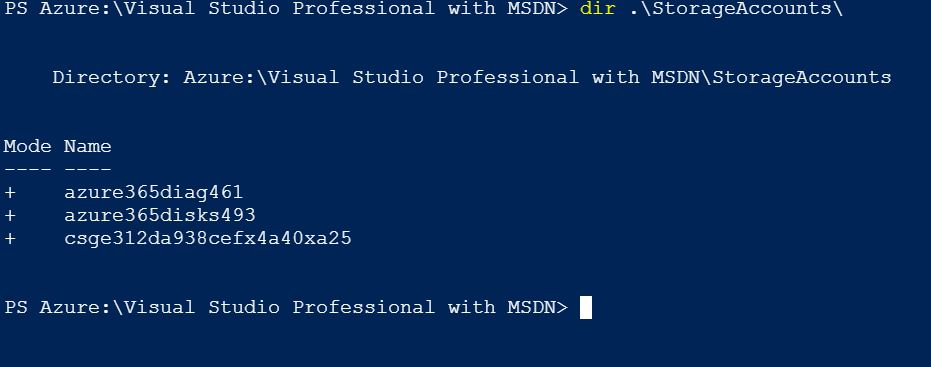 PS Azure:\Visual Studio Professional with MSDN> dir .\StorageAccounts\
Directory: Azure:\Visual Studio Professional with MSDN\StorageAccounts
Mode Name
---- ----
+    azure365diag461
+    azure365disks493
+    csge312da938cefx4a40xa25
PS Azure:\Visual Studio Professional with MSDN>